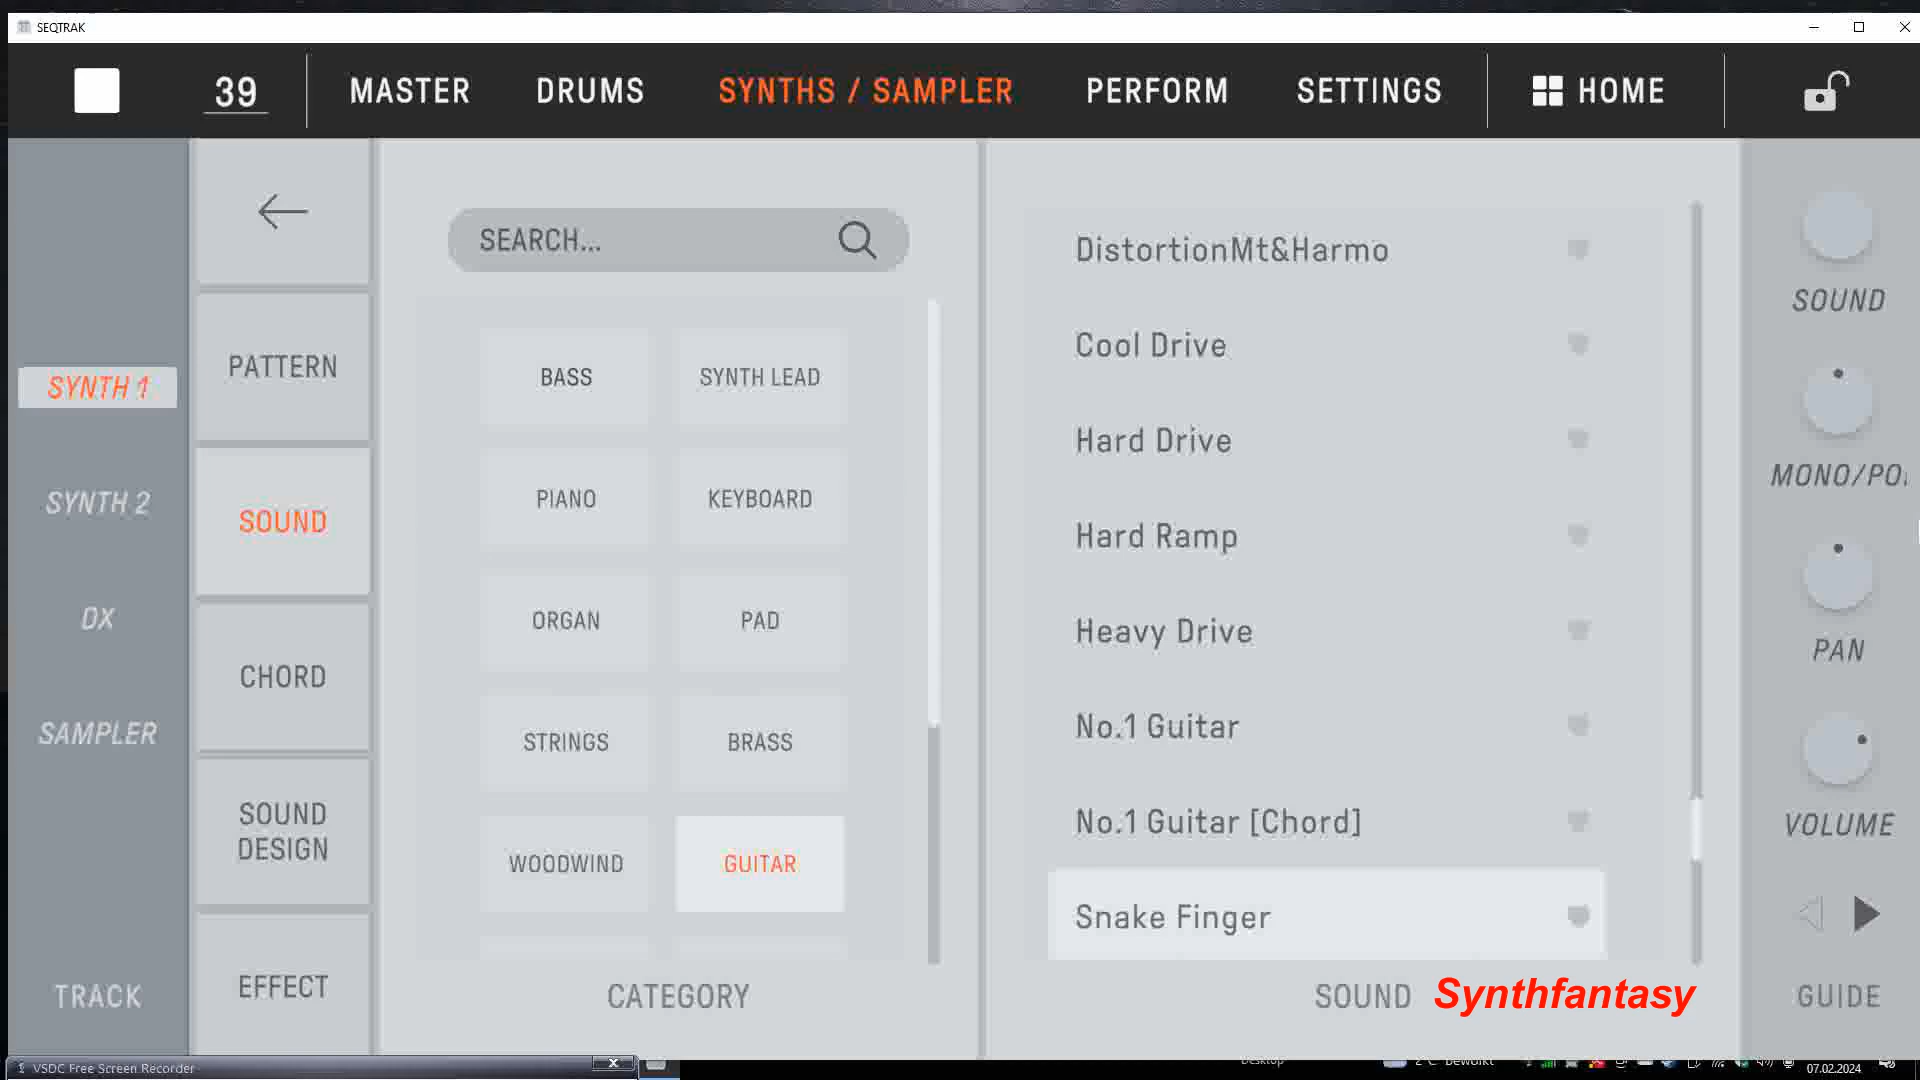 SEQTRAK
39 MASTER DRUMS SYNTHS / SAMPLER PERFORM SETTINGS HOME
SYNTH 1
SYNTH 2
DX
SAMPLER
TRACK
PATTERN
SOUND
CHORD
SOUND
DESIGN
EFFECT
SEARCH...
BASS SYNTH LEAD
PIANO KEYBOARD
ORGAN PAD
STRINGS BRASS
WOODWIND GUITAR
CATEGORY
DistortionMt&Harmo
Cool Drive
Hard Drive
Hard Ramp
Heavy Drive
No.1 Guitar
No.1 Guitar [Chord]
Snake Finger
SOUND Synthfantasy
SOUND
MONO/PO
PAN
VOLUME
GUIDE
VSDC Free Screen Recorder
Desktop
2°C Bewölkt
07.02.2024